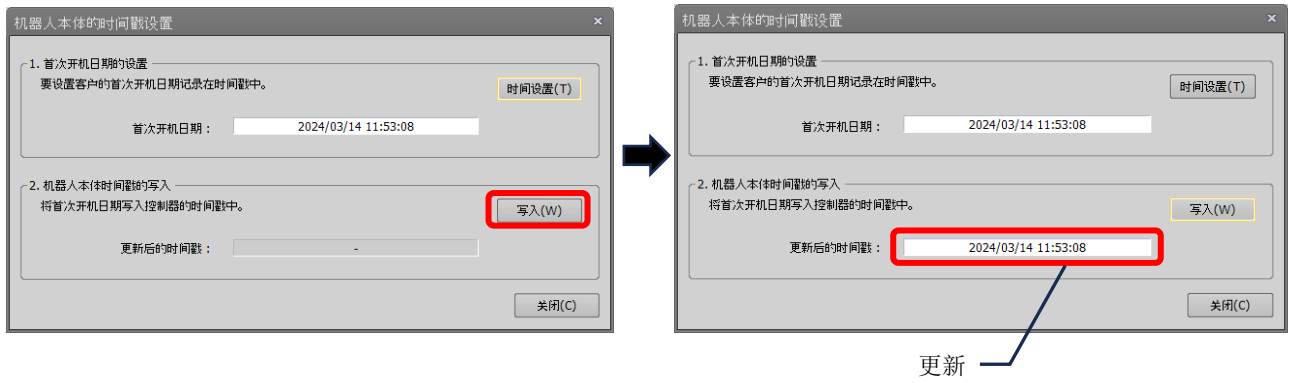 机器人本体的时间戳设置 ×
1. 首次开机日期的设置
要设置客户的首次开机日期记录在时间戳中。
时间设置(T)
首次开机日期： 2024/03/14 11:53:08
2. 机器人本体时间戳的写入
将首次开机日期写入控制器的时间戳中。
写入(W)
更新后的时间戳： -
关闭(C)
机器人本体的时间戳设置 ×
1. 首次开机日期的设置
要设置客户的首次开机日期记录在时间戳中。
时间设置(T)
首次开机日期： 2024/03/14 11:53:08
2. 机器人本体时间戳的写入
将首次开机日期写入控制器的时间戳中。
写入(W)
更新后的时间戳： 2024/03/14 11:53:08
关闭(C)
更新